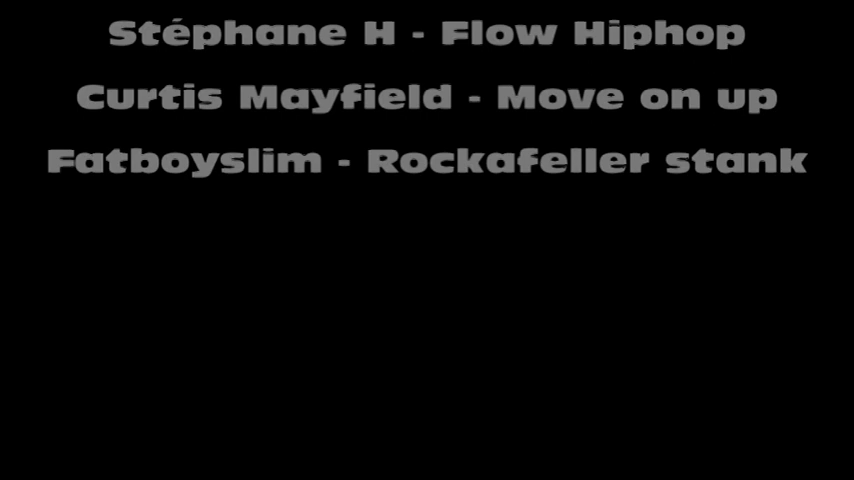 Stéphane H - Flow Hiphop
Curtis Mayfield - Move on up
Fatboyslim - Rockafeller stank